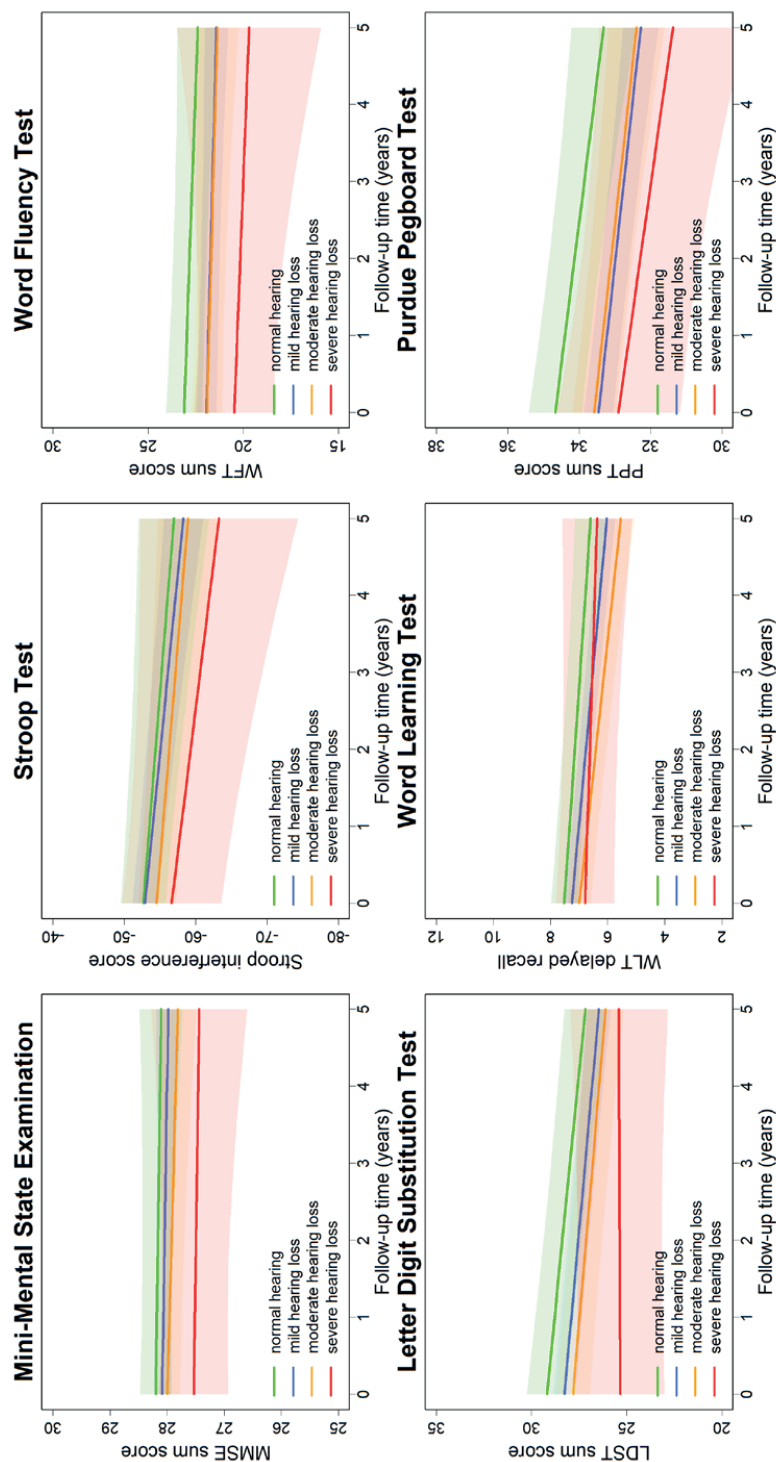 Mini-Mental State Examination
MMSE sum score
30
29
28
27
26
25
normal hearing
mild hearing loss
moderate hearing loss
severe hearing loss
0 1 2 3 4 5
Follow-up time (years)
Stroop Test
Stroop interference score
-40
-50
-60
-70
-80
normal hearing
mild hearing loss
moderate hearing loss
severe hearing loss
0 1 2 3 4 5
Follow-up time (years)
Word Fluency Test
WFT sum score
30
25
20
15
normal hearing
mild hearing loss
moderate hearing loss
severe hearing loss
0 1 2 3 4 5
Follow-up time (years)
Letter Digit Substitution Test
LDST sum score
35
30
25
20
normal hearing
mild hearing loss
moderate hearing loss
severe hearing loss
0 1 2 3 4 5
Follow-up time (years)
Word Learning Test
WLT delayed recall
12
10
8
6
4
2
normal hearing
mild hearing loss
moderate hearing loss
severe hearing loss
0 1 2 3 4 5
Follow-up time (years)
Purdue Pegboard Test
PPT sum score
38
36
34
32
30
normal hearing
mild hearing loss
moderate hearing loss
severe hearing loss
0 1 2 3 4 5
Follow-up time (years)